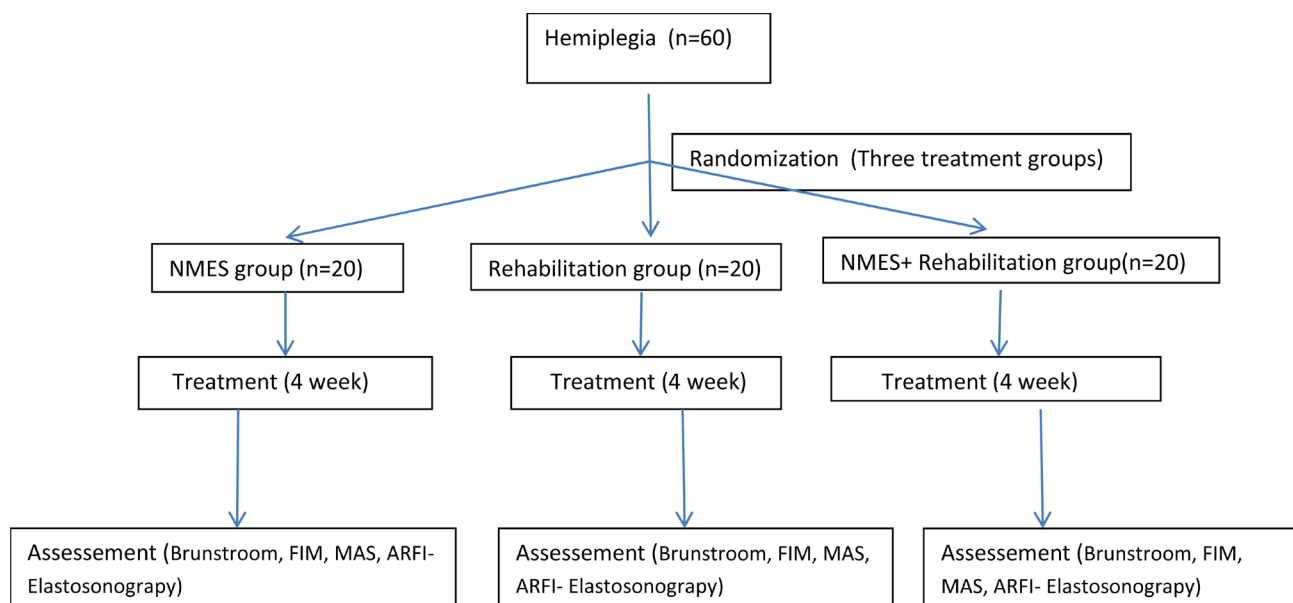 Hemiplegia (n=60)
Randomization (Three treatment groups)
NMES group (n=20)
Rehabilitation group (n=20)
NMES+ Rehabilitation group(n=20)
Treatment (4 week)
Treatment (4 week)
Treatment (4 week)
Assessement (Brunstroom, FIM, MAS, ARFI-
Elastosonograpy)
Assessement (Brunstroom, FIM, MAS,
ARFI- Elastosonograpy)
Assessement (Brunstroom, FIM,
MAS, ARFI- Elastosonograpy)